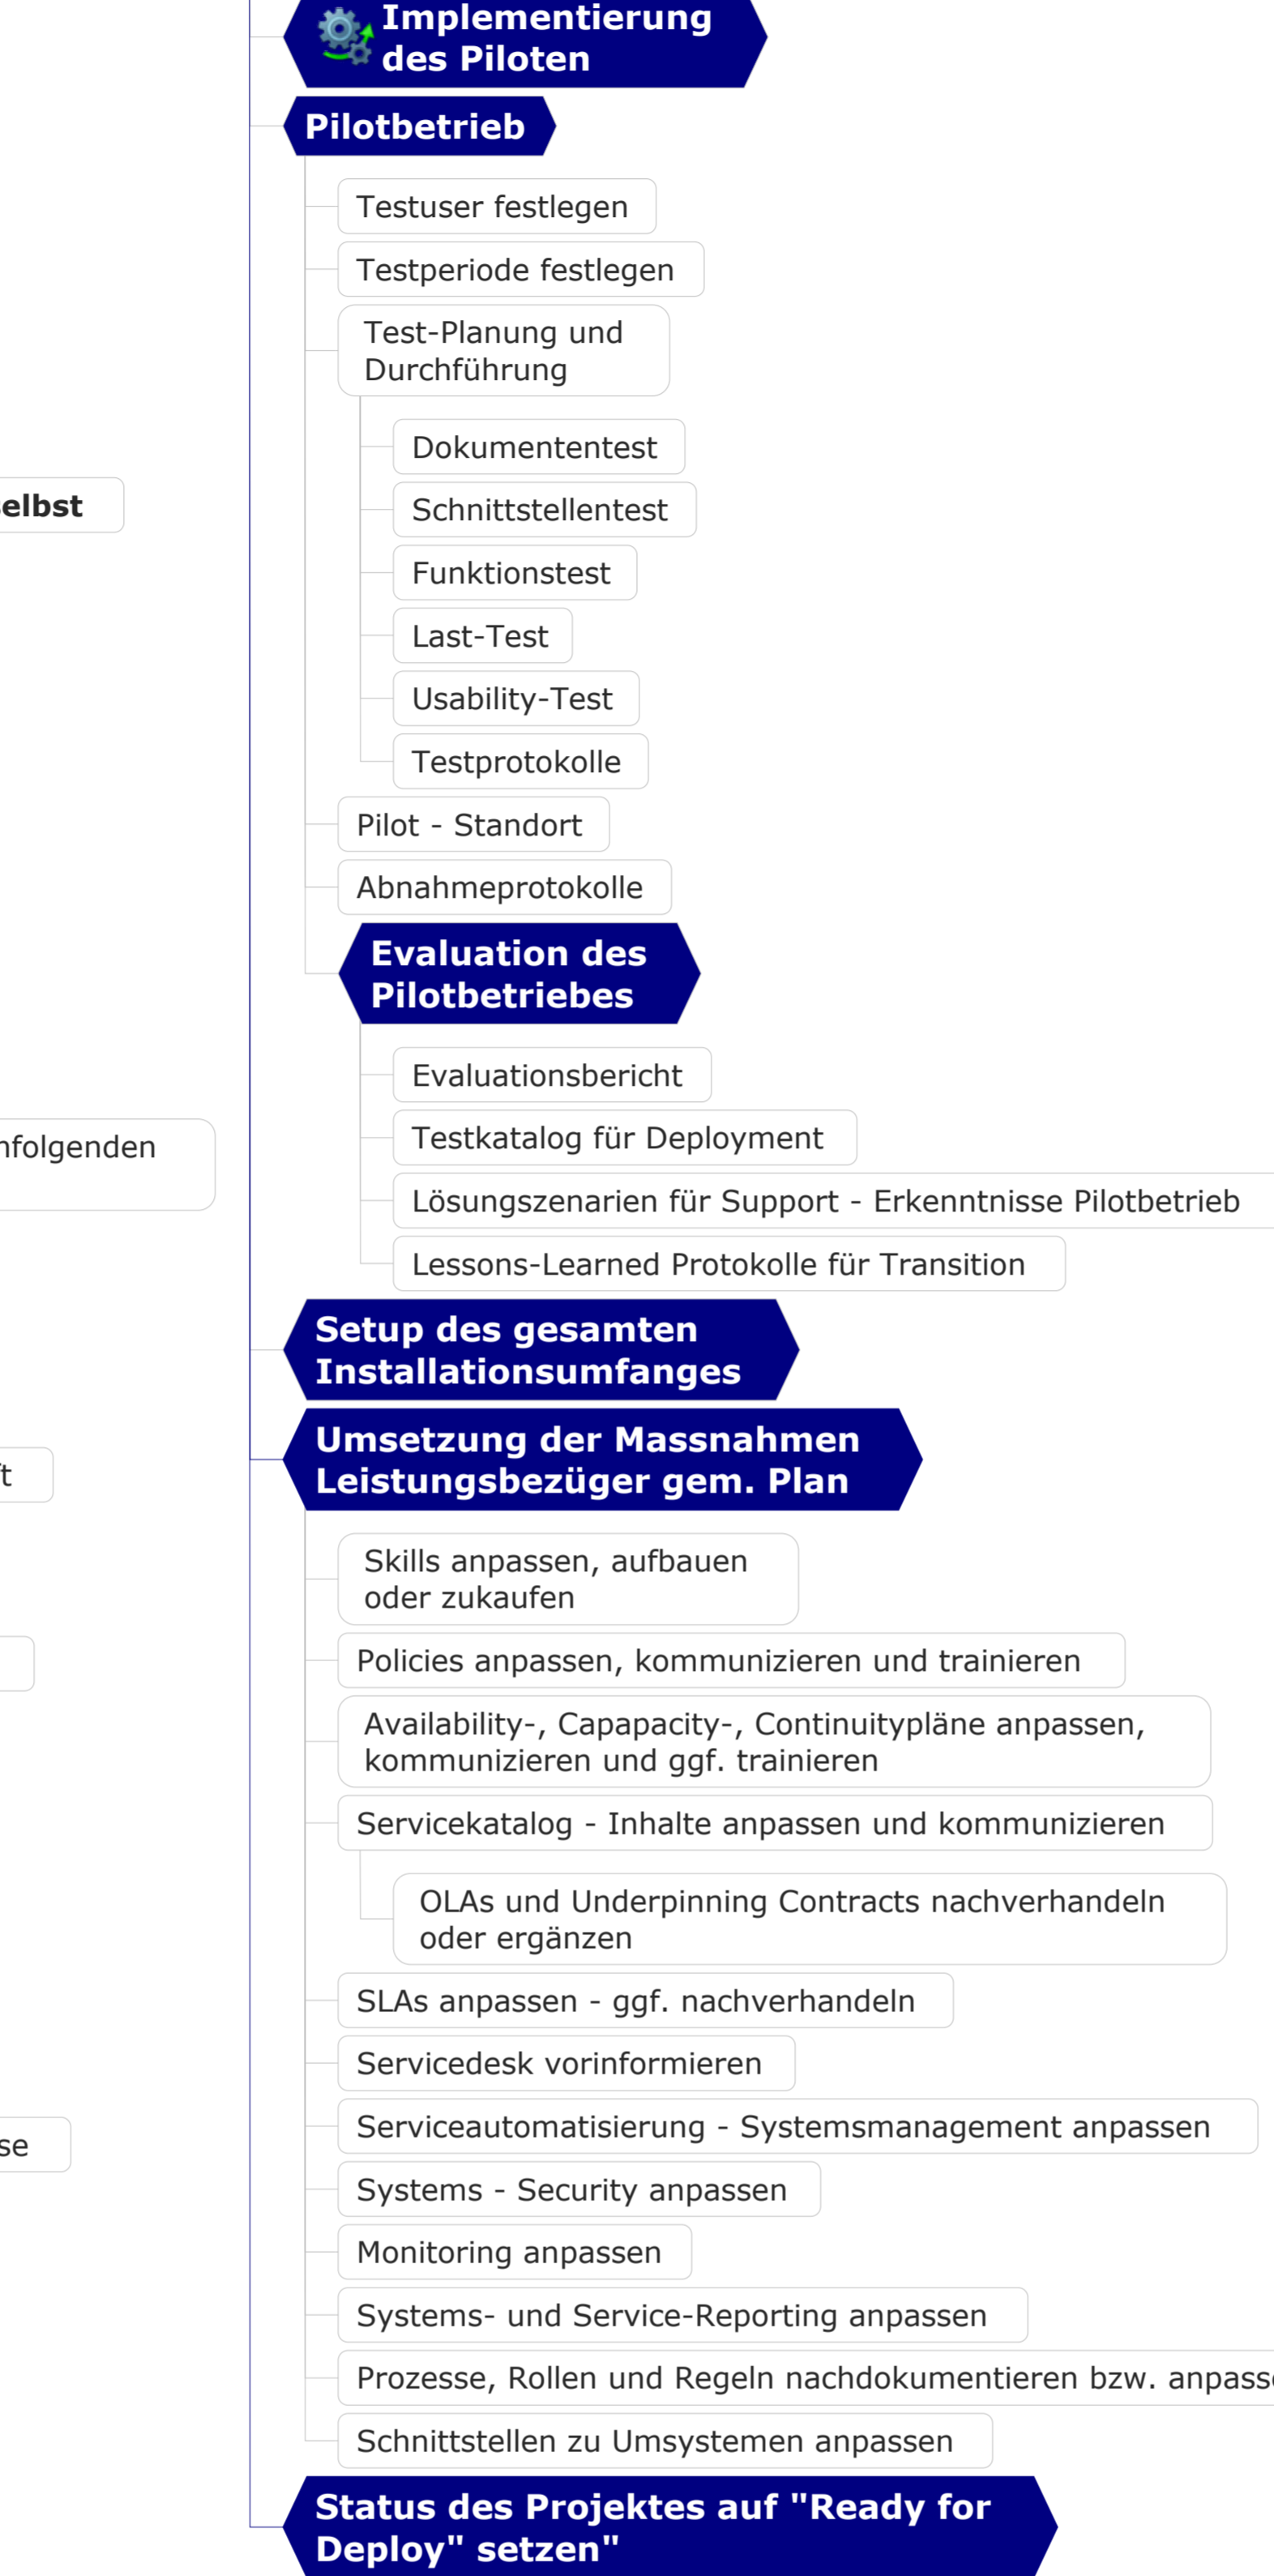 Implementierung
des Piloten
Pilotbetrieb
Testuser festlegen
Testperiode festlegen
Test-Planung und
Durchführung
Dokumententest
Schnittstellentest
Funktionstest
Last-Test
Usability-Test
Testprotokolle
Pilot - Standort
Abnahmeprotokolle
Evaluation des
Pilotbetriebes
Evaluationsbericht
Testkatalog für Deployment
Lösungszenarien für Support - Erkenntnisse Pilotbetrieb
Lessons-Learned Protokolle für Transition
Setup des gesamten
Installationsumfanges
Umsetzung der Massnahmen
Leistungsbezüger gem. Plan
Skills anpassen, aufbauen
oder zukaufen
Policies anpassen, kommunizieren und trainieren
Availability-, Capapacity-, Continuitypläne anpassen,
kommunizieren und ggf. trainieren
Servicekatalog - Inhalte anpassen und kommunizieren
OLAs und Underpinning Contracts nachverhandeln
oder ergänzen
SLAs anpassen - ggf. nachverhandeln
Servicedesk vorinformieren
Serviceautomatisierung - Systemsmanagement anpassen
Systems - Security anpassen
Monitoring anpassen
Systems- und Service-Reporting anpassen
Prozesse, Rollen und Regeln nachdokumentieren bzw.
Schnittstellen zu Umsystemen anpassen
Status des Projektes auf "Ready for
Deploy" setzen"